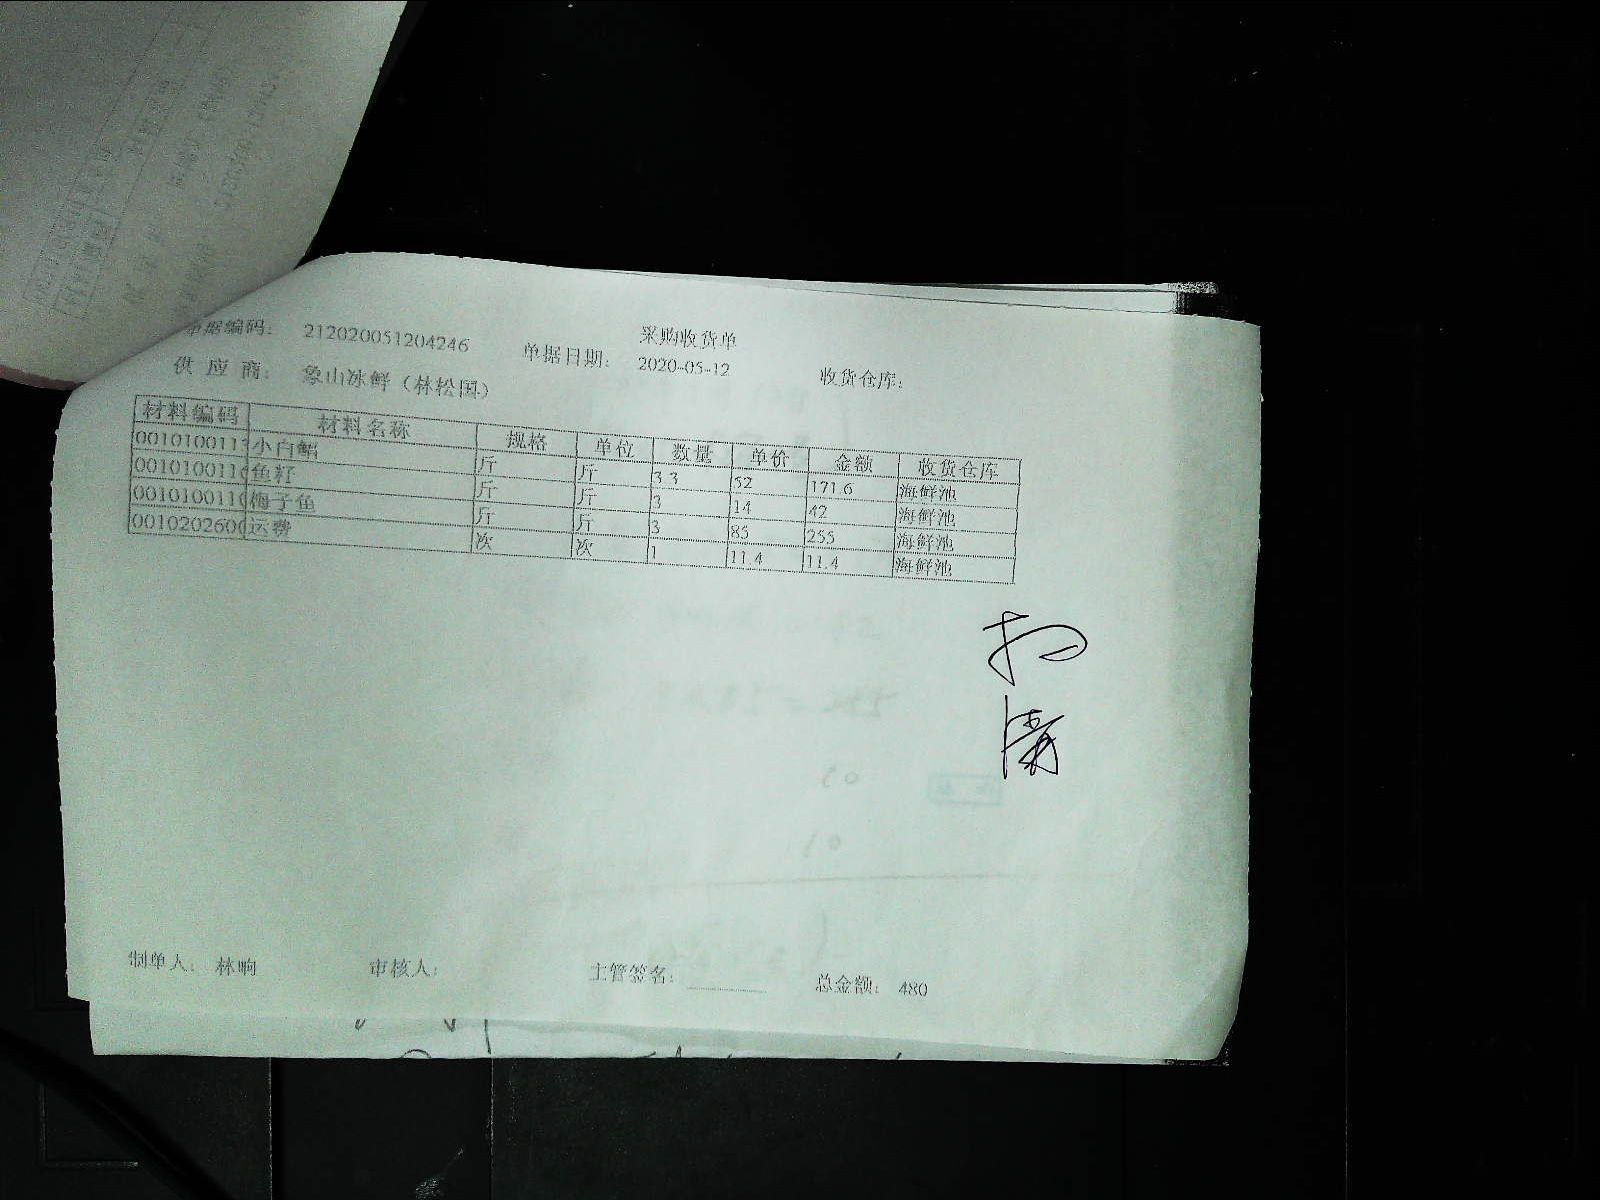 采购收货单
单据编码： 212020051204246 单据日期： 2020-05-12 收货仓库：
供 应 商： 象山冰鲜（林松国）
材料编码 材料名称 规格 单位 数量 单价 金额 收货仓库
0010100113 小白鲳 斤 斤 3.3 52 171.6 海鲜池
001010011 鱼籽 斤 斤 3 14 42 海鲜池
001010011 梅子鱼 斤 斤 3 85 255 海鲜池
001020260 运费 次 次 1 11.4 11.4 海鲜池
制单人： 林响 审核人： 主管签名： 总金额： 480